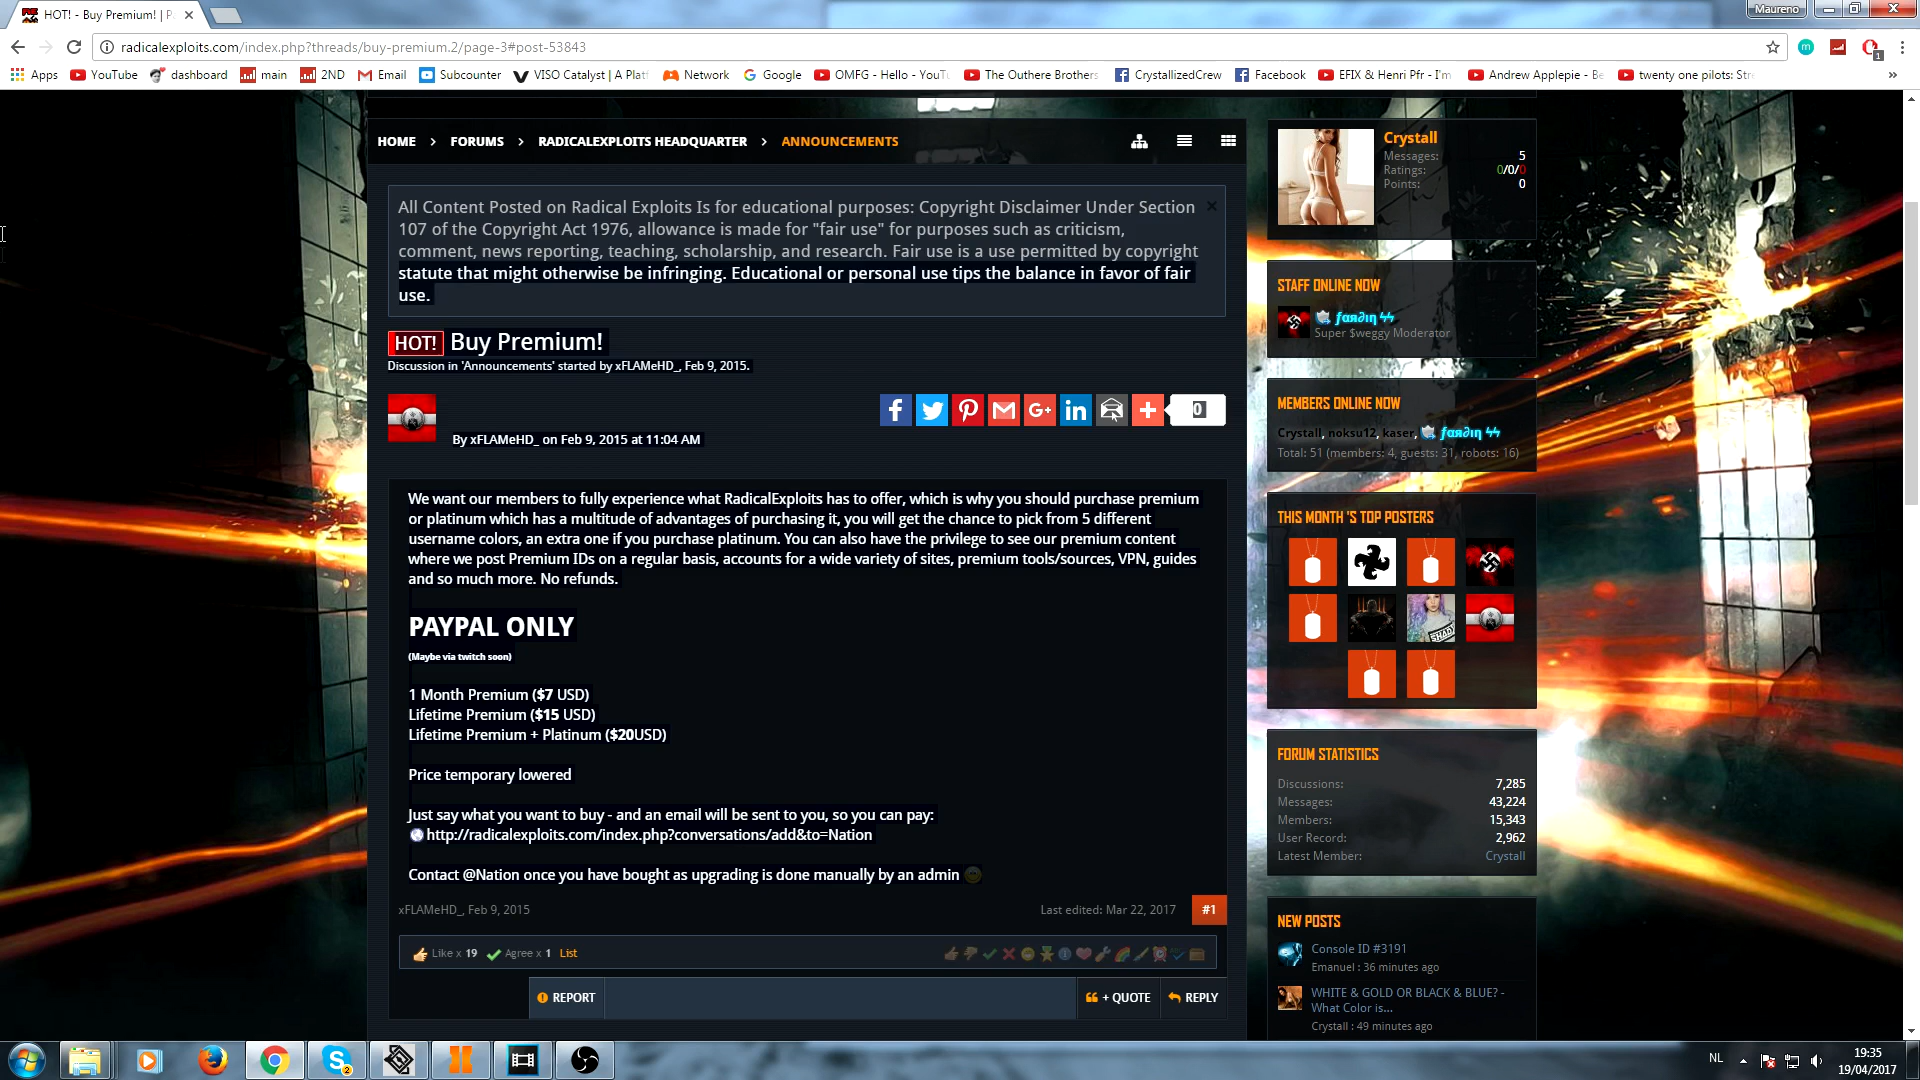 HOT! - Buy Premium! |
Maureno
radicalexploits.com/index.php?threads/buy-premium.2/page-3#post-53843
Apps YouTube dashboard main 2ND Email Subcounter VISO Catalyst | A Plat Network Google OMFG - Hello - YouT The Outhere Brothers CrystallizedCrew Facebook EFIX & Henri Pfr - I'm Andrew Applepie - Be twenty one pilots: Str »
HOME > FORUMS > RADICALEXPLOITS HEADQUARTER > ANNOUNCEMENTS
All Content Posted on Radical Exploits Is for educational purposes: Copyright Disclaimer Under Section
107 of the Copyright Act 1976, allowance is made for "fair use" for purposes such as criticism,
comment, news reporting, teaching, scholarship, and research. Fair use is a use permitted by copyright
statute that might otherwise be infringing. Educational or personal use tips the balance in favor of fair
use.
HOT! Buy Premium!
Discussion in 'Announcements' started by xFLAMeHD_, Feb 9, 2015.
0
By xFLAMeHD_ on Feb 9, 2015 at 11:04 AM
We want our members to fully experience what RadicalExploits has to offer, which is why you should purchase premium
or platinum which has a multitude of advantages of purchasing it, you will get the chance to pick from 5 different
username colors, an extra one if you purchase platinum. You can also have the privilege to see our premium content
where we post Premium IDs on a regular basis, accounts for a wide variety of sites, premium tools/sources, VPN, guides
and so much more. No refunds.
PAYPAL ONLY
(Maybe via twitch soon)
1 Month Premium ($7 USD)
Lifetime Premium ($15 USD)
Lifetime Premium + Platinum ($20USD)
Price temporary lowered
Just say what you want to buy - and an email will be sent to you, so you can pay:
http://radicalexploits.com/index.php?conversations/add&to=Nation
Contact @Nation once you have bought as upgrading is done manually by an admin
xFLAMeHD_, Feb 9, 2015
Last edited: Mar 22, 2017 #1
Like x 19 Agree x 1 List
REPORT + QUOTE REPLY
Crystall
Messages: 5
Ratings: 0/0/0
Points: 0
STAFF ONLINE NOW
ƒαя∂ιη ϟϟ
Super $weggy Moderator
MEMBERS ONLINE NOW
Crystall, noksu12, kaser, ƒαя∂ιη ϟϟ
Total: 51 (members: 4, guests: 31, robots: 16)
THIS MONTH 'S TOP POSTERS
FORUM STATISTICS
Discussions: 7,285
Messages: 43,224
Members: 15,343
User Record: 2,962
Latest Member: Crystall
NEW POSTS
Console ID #3191
Emanuel : 36 minutes ago
WHITE & GOLD OR BLACK & BLUE? -
What Color is...
Crystall : 49 minutes ago
NL
19:35
19/04/2017